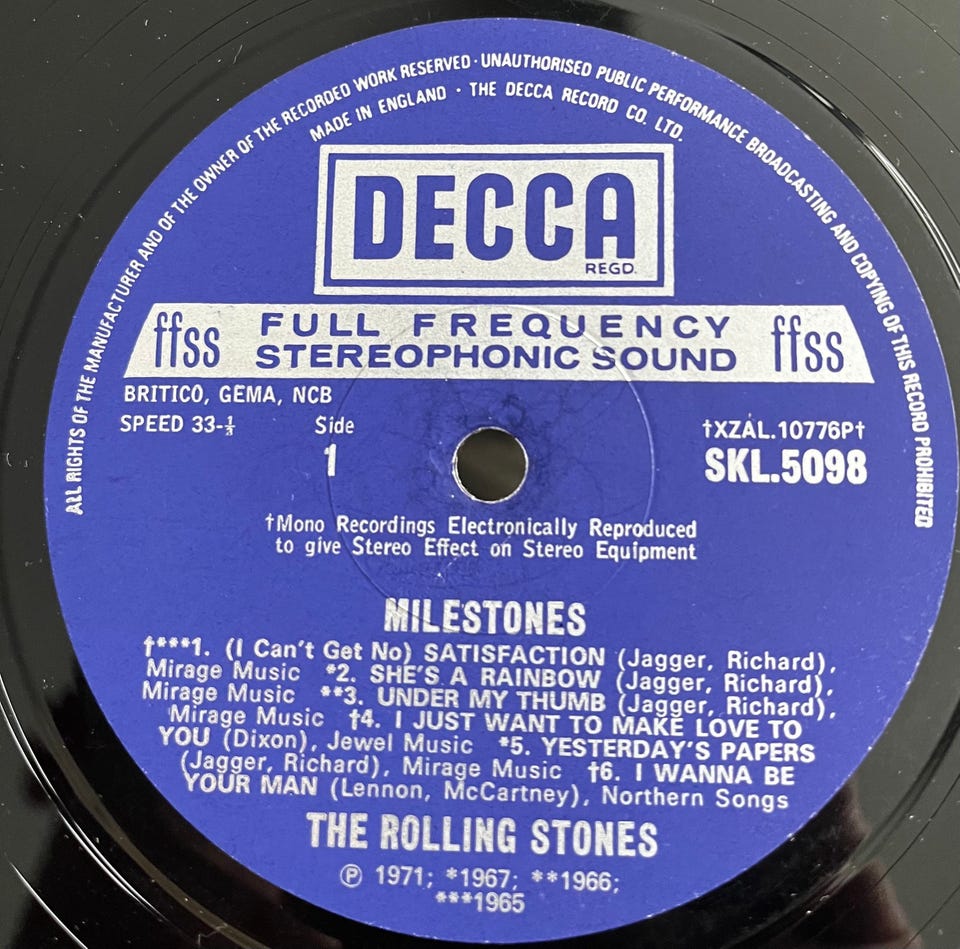 ALL RIGHTS OF THE MANUFACTURER AND OF THE OWNER OF THE RECORDED WORK RESERVED · UNAUTHORISED PUBLIC PERFORMANCE BROADCASTING AND COPYING OF THIS RECORD PROHIBITED
MADE IN ENGLAND · THE DECCA RECORD CO. LTD.
DECCA
REGD.
ffss FULL FREQUENCY ffss
STEREOPHONIC SOUND
BRITICO, GEMA, NCB
SPEED 33-⅓ Side †XZAL.10776P†
1 SKL.5098
†Mono Recordings Electronically Reproduced
to give Stereo Effect on Stereo Equipment
MILESTONES
†***1. (I Can't Get No) SATISFACTION (Jagger, Richard),
Mirage Music *2. SHE'S A RAINBOW (Jagger, Richard),
Mirage Music **3. UNDER MY THUMB (Jagger, Richard),
Mirage Music †4. I JUST WANT TO MAKE LOVE TO
YOU (Dixon), Jewel Music *5. YESTERDAY'S PAPERS
(Jagger, Richard), Mirage Music †6. I WANNA BE
YOUR MAN (Lennon, McCartney), Northern Songs
THE ROLLING STONES
℗ 1971; *1967; **1966;
***1965